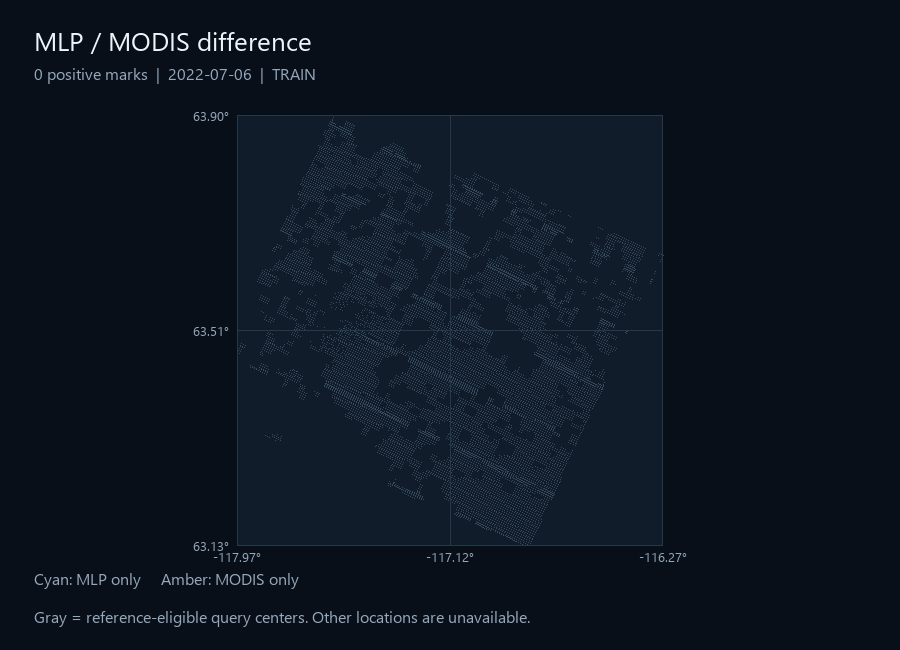 MLP / MODIS difference
0 positive marks | 2022-07-06 | TRAIN
63.90°
63.51°
63.13°
-117.97° -117.12° -116.27°
Cyan: MLP only Amber: MODIS only
Gray = reference-eligible query centers. Other locations are unavailable.